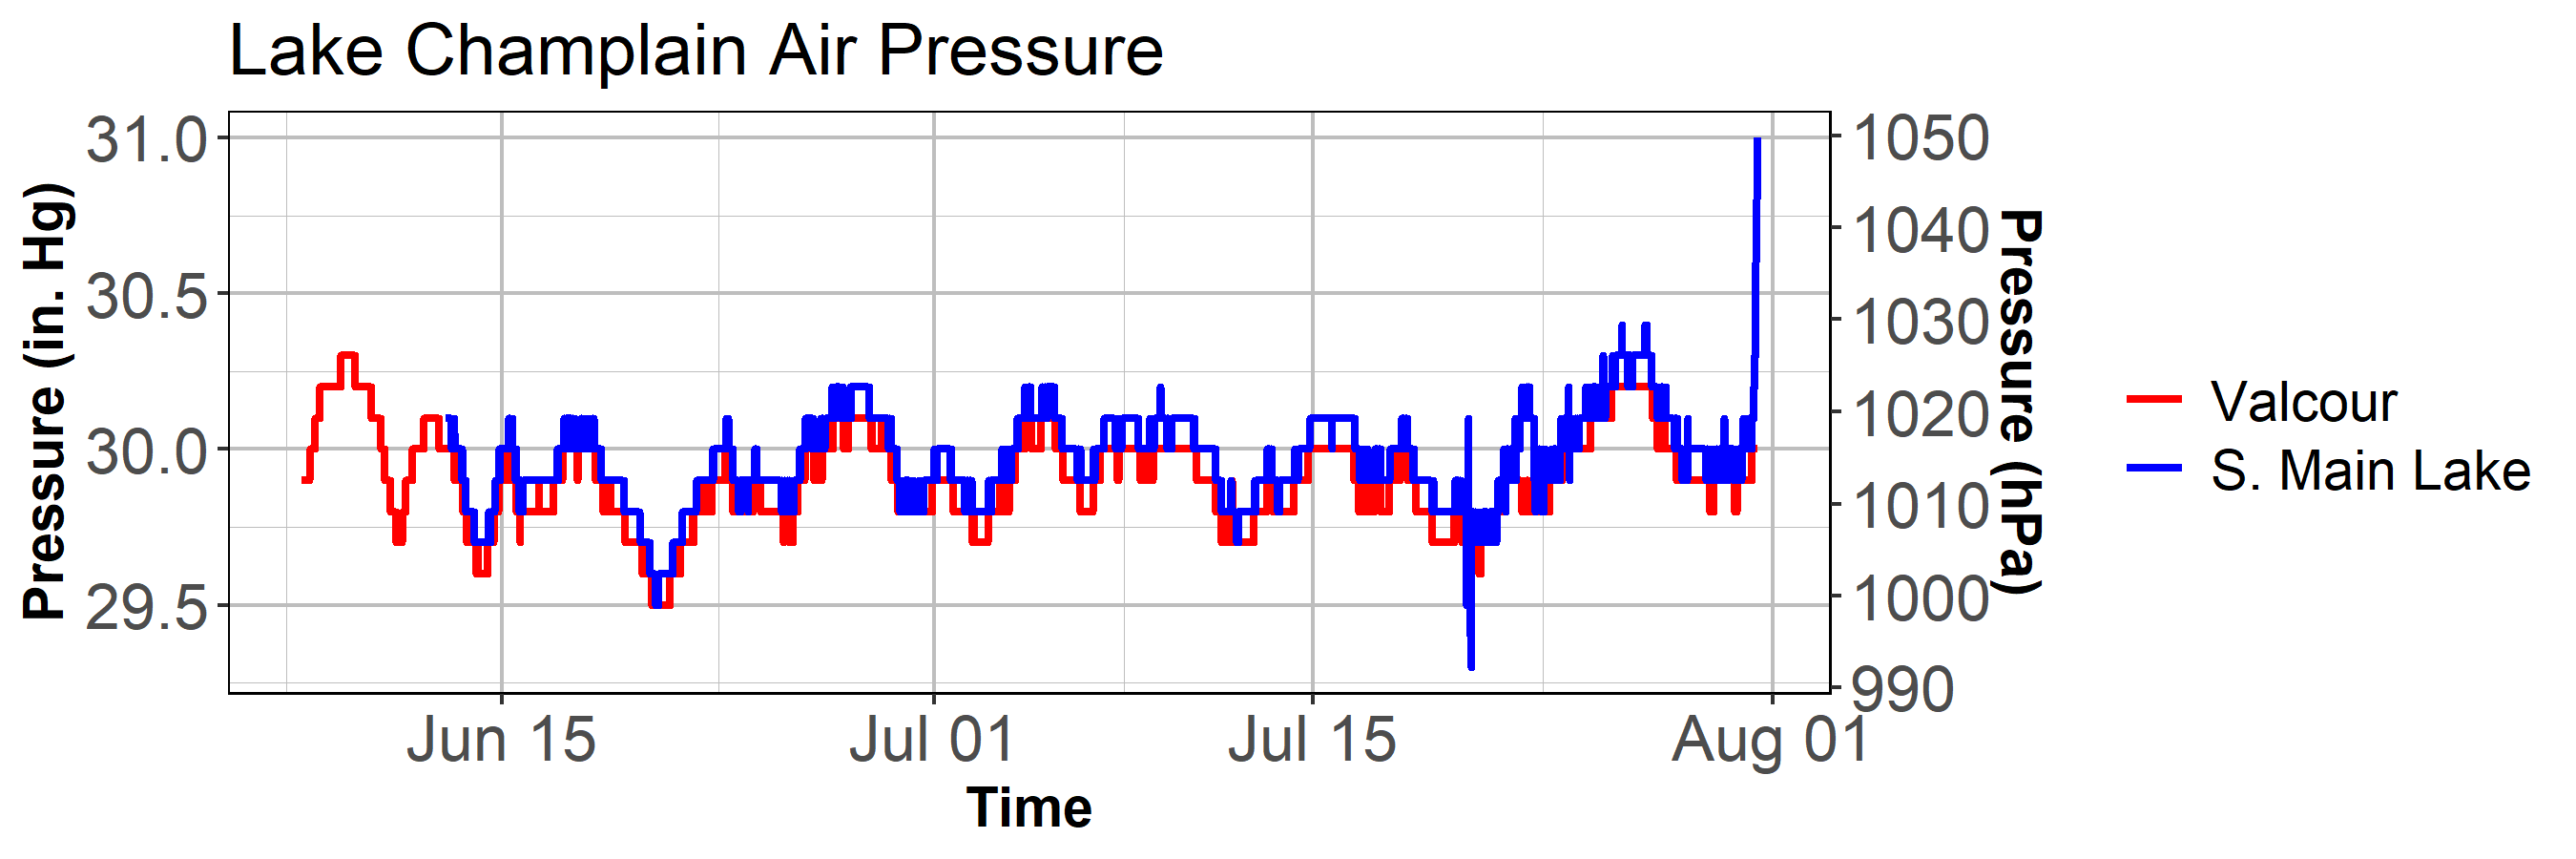 Lake Champlain Air Pressure
Pressure (in. Hg)
31.0
30.5
30.0
29.5
1050
1040
1030
1020
1010
1000
990
Pressure (hPa)
Jun 15
Jul 01
Jul 15
Aug 01
Time
Valcour
S. Main Lake